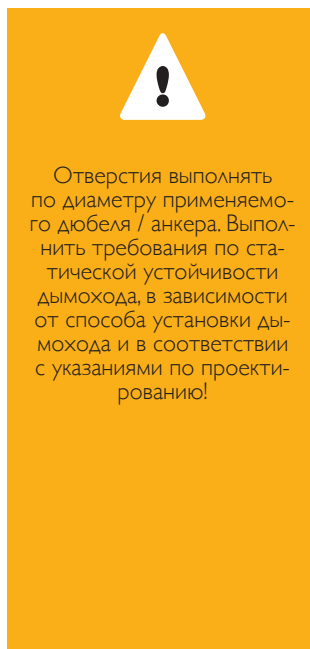 Отверстия выполнять
по диаметру применяемо-
го дюбеля / анкера. Выпол-
нить требования по ста-
тической устойчивости
дымохода, в зависимости
от способа установки ды-
мохода и в соответствии
с указаниями по проекти-
рованию!